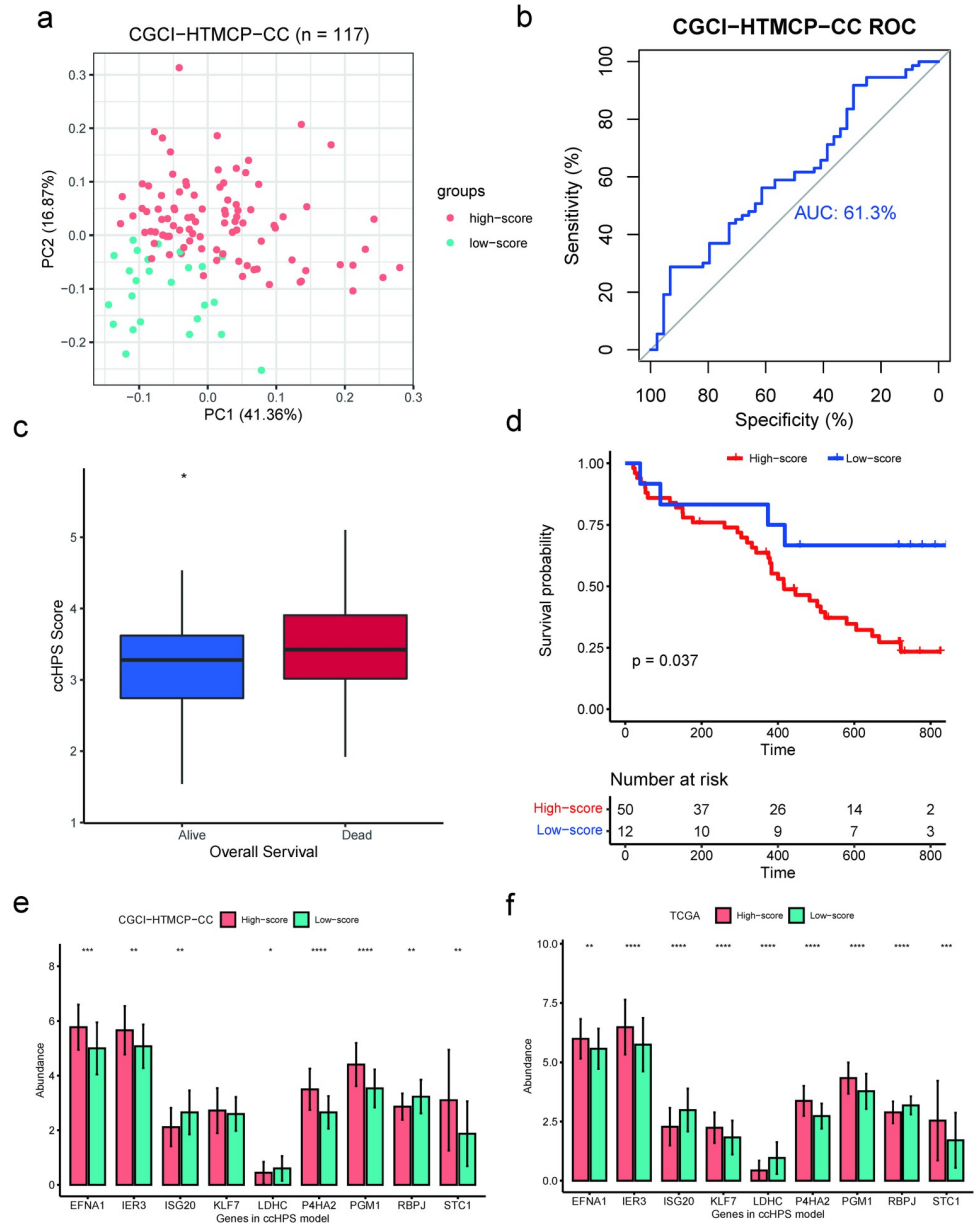 a
CGCI−HTMCP−CC (n = 117)
0.3
0.2
0.1
0.0
−0.1
−0.2
PC2 (16.87%)
−0.1
0.0
0.1
0.2
0.3
PC1 (41.36%)
groups
high−score
low−score
b
CGCI−HTMCP−CC ROC
100
80
60
40
20
0
Sensitivity (%)
AUC: 61.3%
100
80
60
40
20
0
Specificity (%)
c
*
5
4
3
2
1
ccHPS Score
Alive
Dead
Overall Servival
d
High−score
Low−score
1.00
0.75
0.50
0.25
0.00
Survival probability
p = 0.037
0
200
400
600
800
Time
Number at risk
High−score 50 37 26 14 2
Low−score 12 10 9 7 3
0 200 400 600 800
Time
e
CGCI−HTMCP−CC High−score Low−score
*** ** ** * **** **** ** **
8
6
4
2
0
Abundance
EFNA1 IER3 ISG20 KLF7 LDHC P4HA2 PGM1 RBPJ STC1
Genes in ccHPS model
f
TCGA High−score Low−score
** **** **** **** **** **** **** **** ***
10.0
7.5
5.0
2.5
0.0
Abundance
EFNA1 IER3 ISG20 KLF7 LDHC P4HA2 PGM1 RBPJ STC1
Genes in ccHPS model